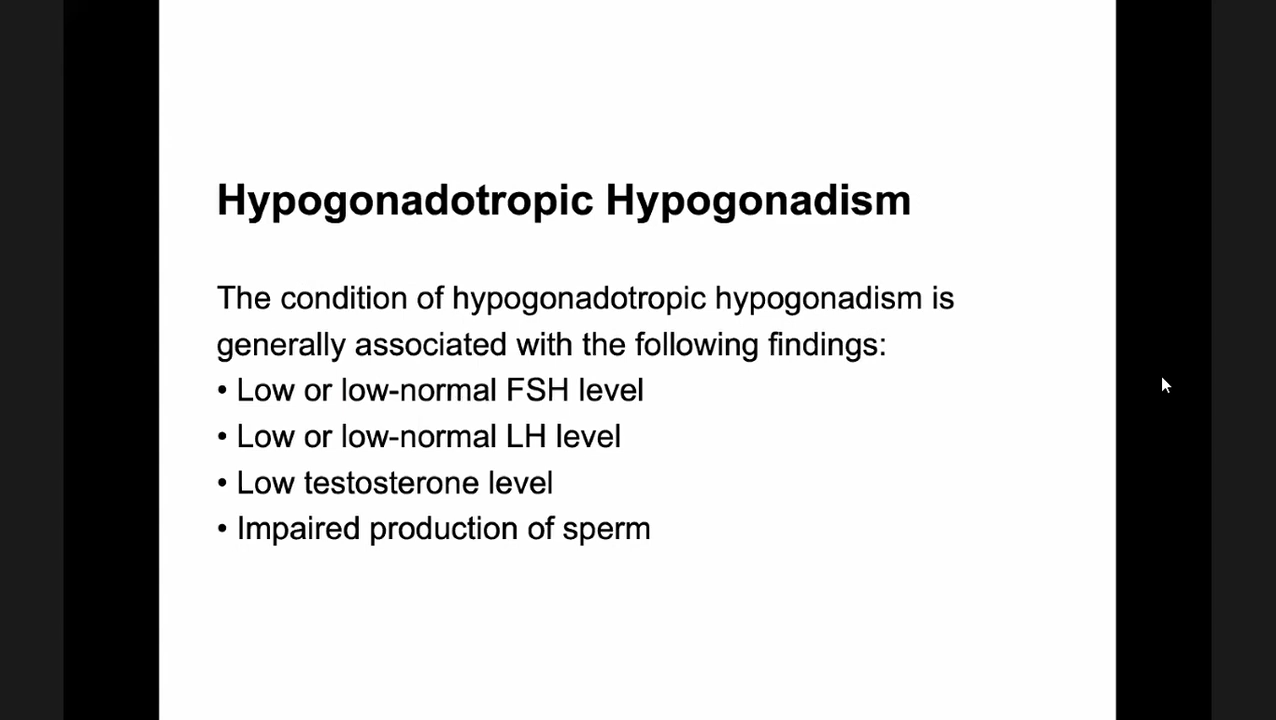 Hypogonadotropic Hypogonadism
The condition of hypogonadotropic hypogonadism is
generally associated with the following findings:
• Low or low-normal FSH level
• Low or low-normal LH level
• Low testosterone level
• Impaired production of sperm